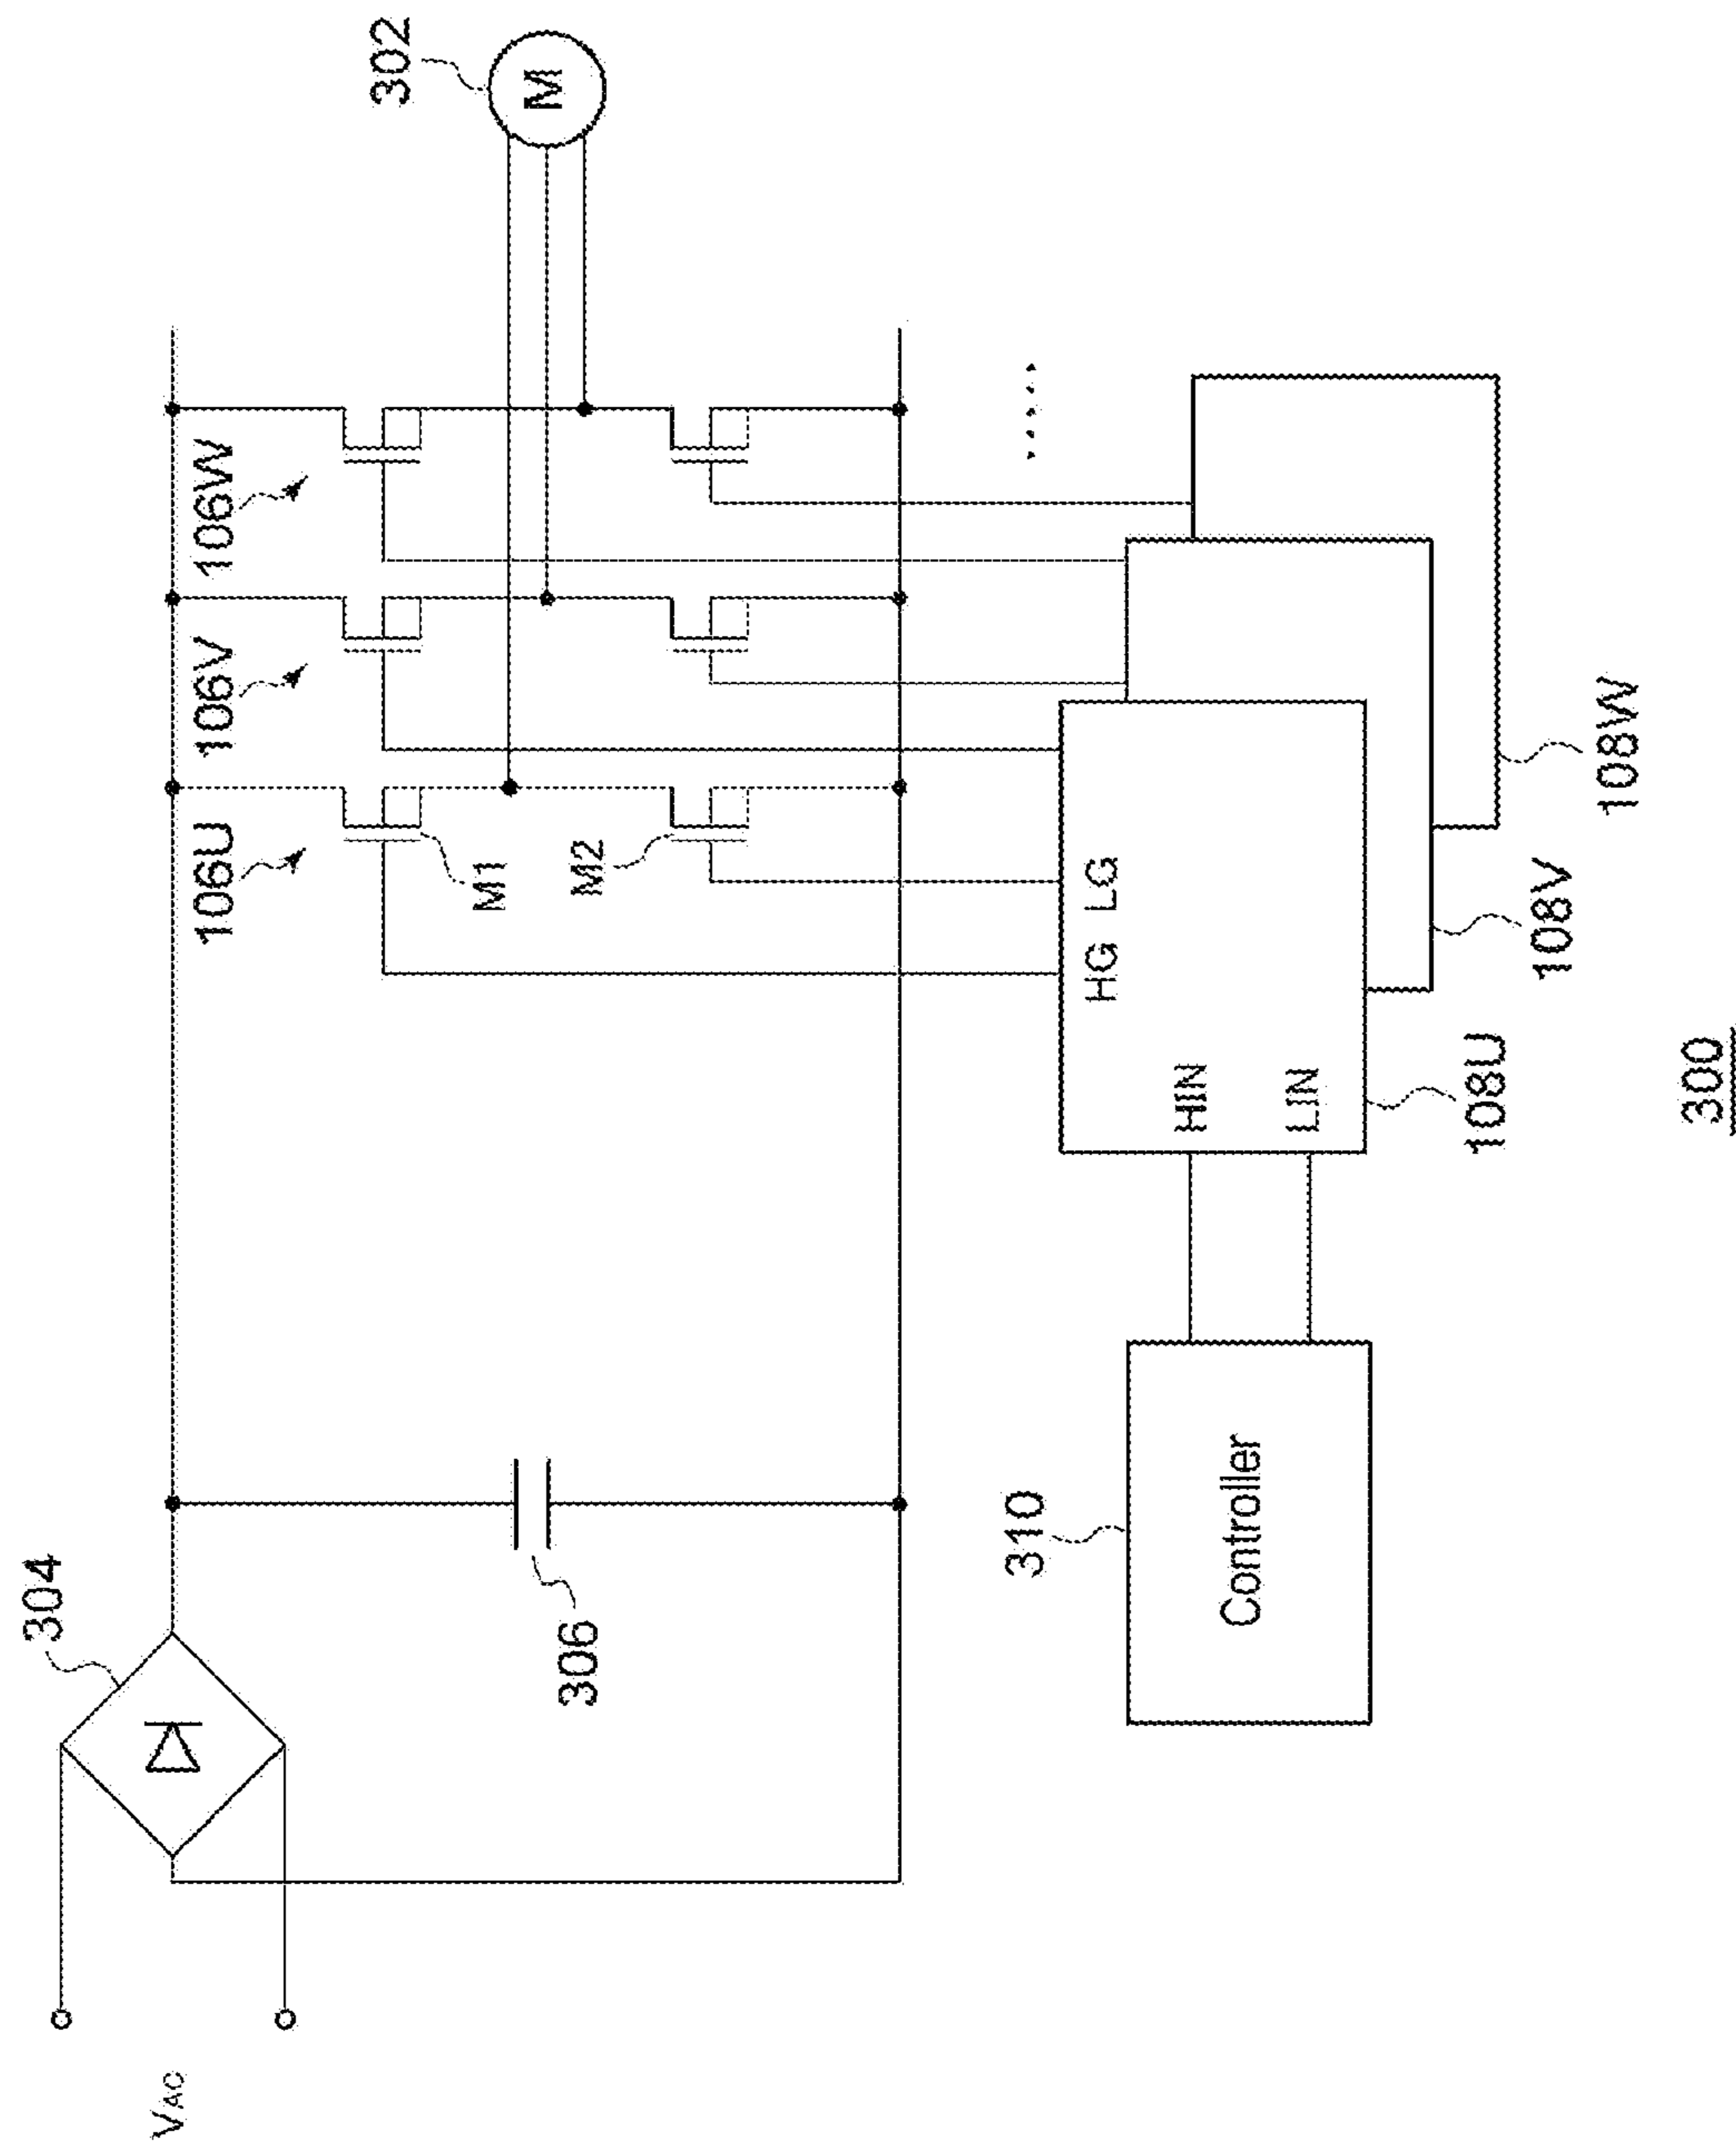 304
VAC
306
106U
106V
106W
302
M
M1
M2
310
Controller
HG LG
HIN
LIN
108U
108V
108W
300